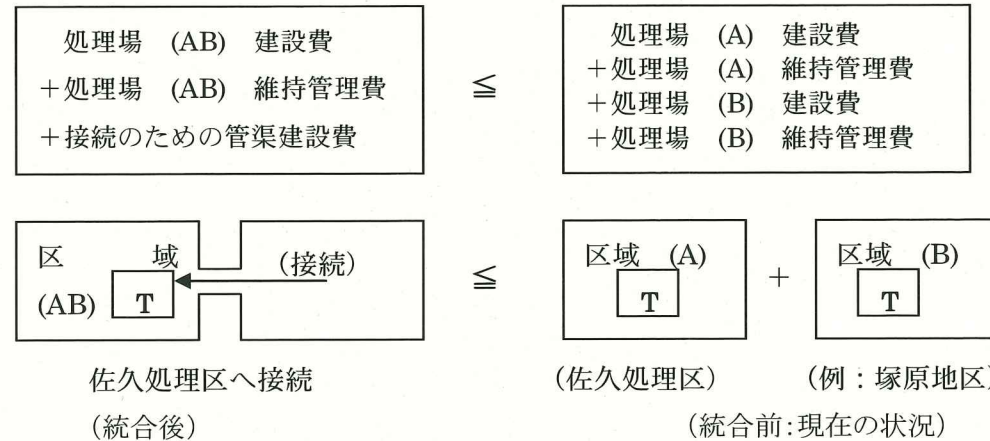 処理場 (AB) 建設費
+処理場 (AB) 維持管理費
+接続のための管渠建設費
≦
処理場 (A) 建設費
+処理場 (A) 維持管理費
+処理場 (B) 建設費
+処理場 (B) 維持管理費
区 域
(AB)
T
(接続)
≦
区域 (A)
T
+
区域 (B)
T
佐久処理区へ接続
(統合後)
(佐久処理区)
(例:塚原地区)
(統合前:現在の状況)